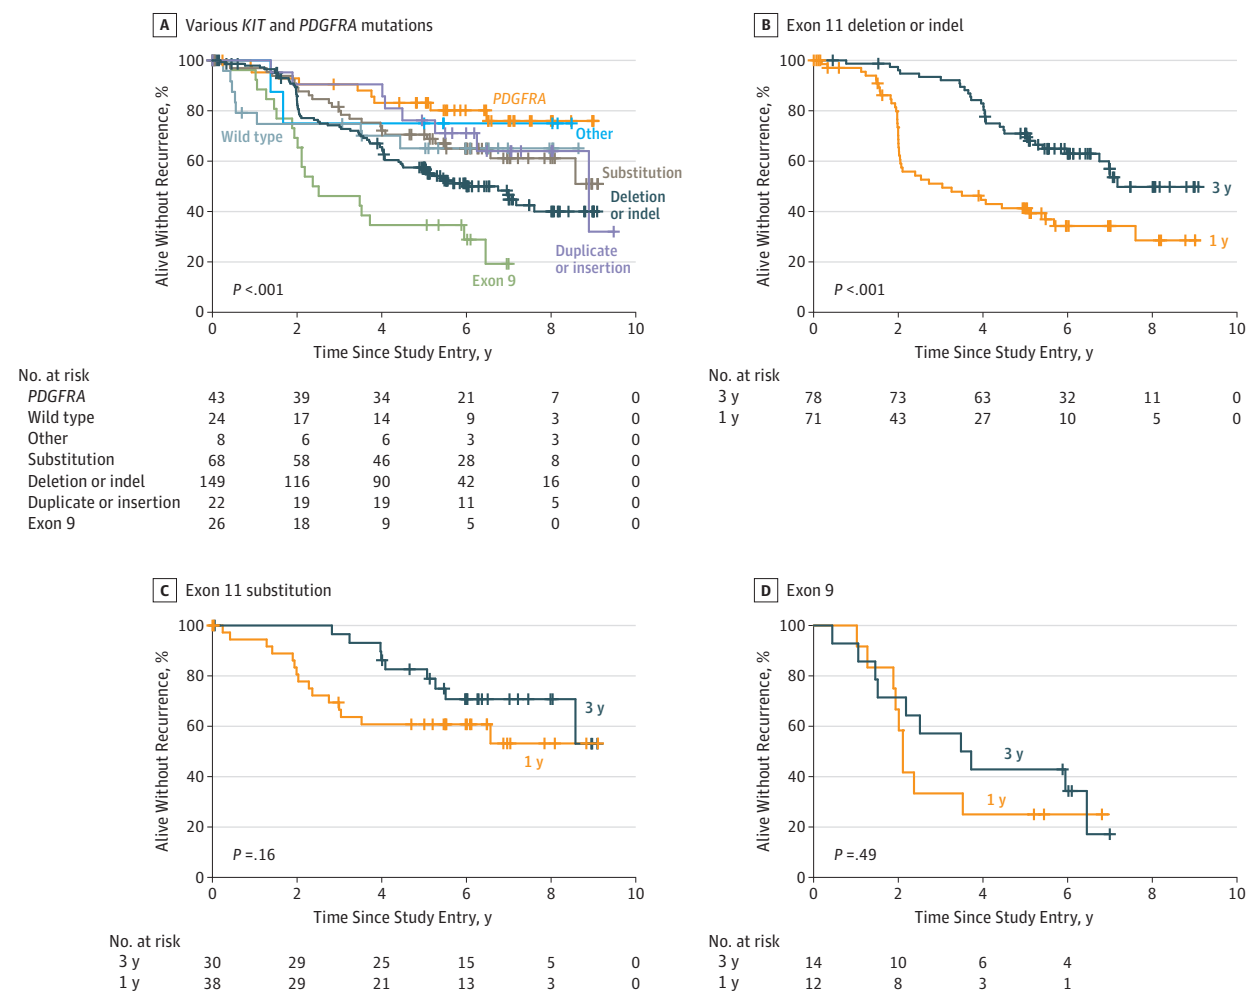 A Various KIT and PDGFRA mutations
Alive Without Recurrence, %
100
80
60
40
20
0
PDGFRA
Other
Wild type
Substitution
Deletion
or indel
Duplicate
or insertion
Exon 9
P <.001
0 2 4 6 8 10
Time Since Study Entry, y
No. at risk
PDGFRA 43 39 34 21 7 0
Wild type 24 17 14 9 3 0
Other 8 6 6 3 3 0
Substitution 68 58 46 28 8 0
Deletion or indel 149 116 90 42 16 0
Duplicate or insertion 22 19 19 11 5 0
Exon 9 26 18 9 5 0 0
B Exon 11 deletion or indel
Alive Without Recurrence, %
100
80
60
40
20
0
3 y
1 y
P <.001
0 2 4 6 8 10
Time Since Study Entry, y
No. at risk
3 y 78 73 63 32 11 0
1 y 71 43 27 10 5 0
C Exon 11 substitution
Alive Without Recurrence, %
100
80
60
40
20
0
3 y
1 y
P =.16
0 2 4 6 8 10
Time Since Study Entry, y
No. at risk
3 y 30 29 25 15 5 0
1 y 38 29 21 13 3 0
D Exon 9
Alive Without Recurrence, %
100
80
60
40
20
0
3 y
1 y
P =.49
0 2 4 6 8 10
Time Since Study Entry, y
No. at risk
3 y 14 10 6 4
1 y 12 8 3 1